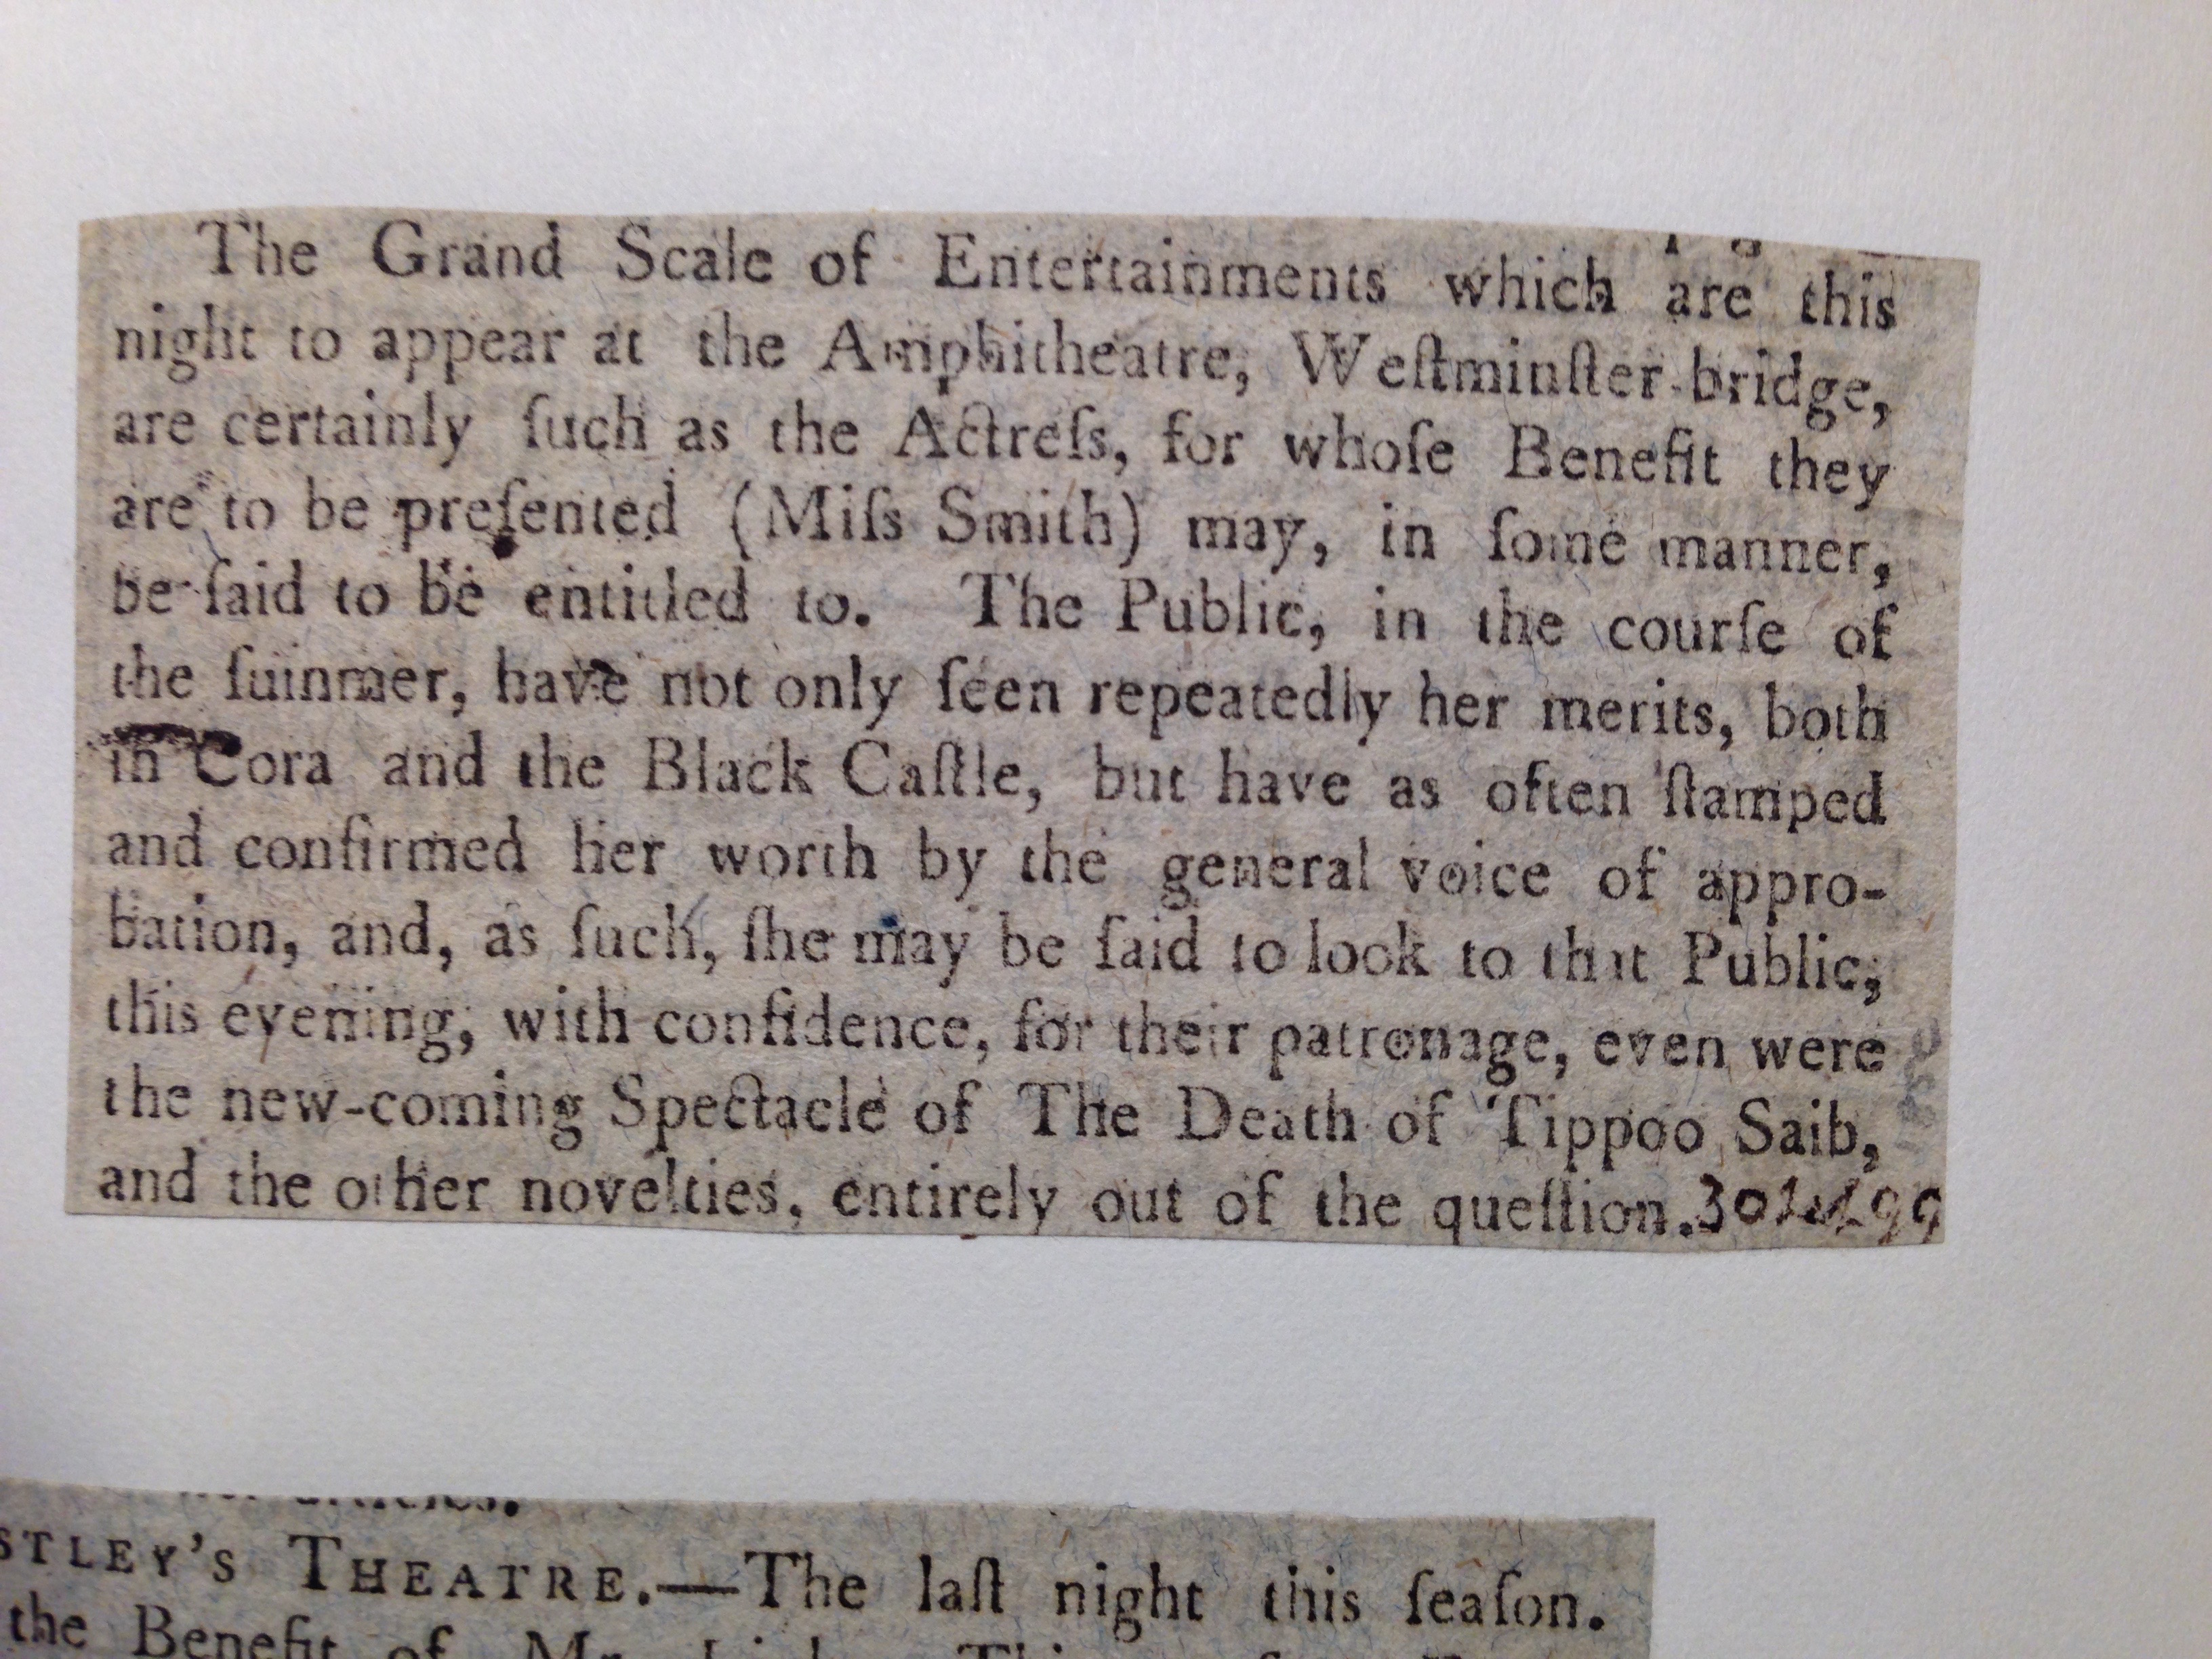 The Grand Scale of Entertainments which are this
night to appear at the Amphitheatre, Weſtminſter-bridge,
are certainly ſuch as the Actreſs, for whoſe Benefit they
are to be preſented (Miſs Smith) may, in ſome manner,
be ſaid to be entitled to. The Public, in the courſe of
the ſummer, have not only ſeen repeatedly her merits, both
in Cora and the Black Caſtle, but have as often ſtamped
and confirmed her worth by the general voice of appro-
bation, and, as ſuch, ſhe may be ſaid to look to that Public,
this evening, with confidence, for their patronage, even were
the new-coming Spectacle of The Death of Tippoo Saib,
and the other novelties, entirely out of the queſtion.
articles.
STLEY'S THEATRE.—The laſt night this ſeaſon.
the Benefit of Mr.